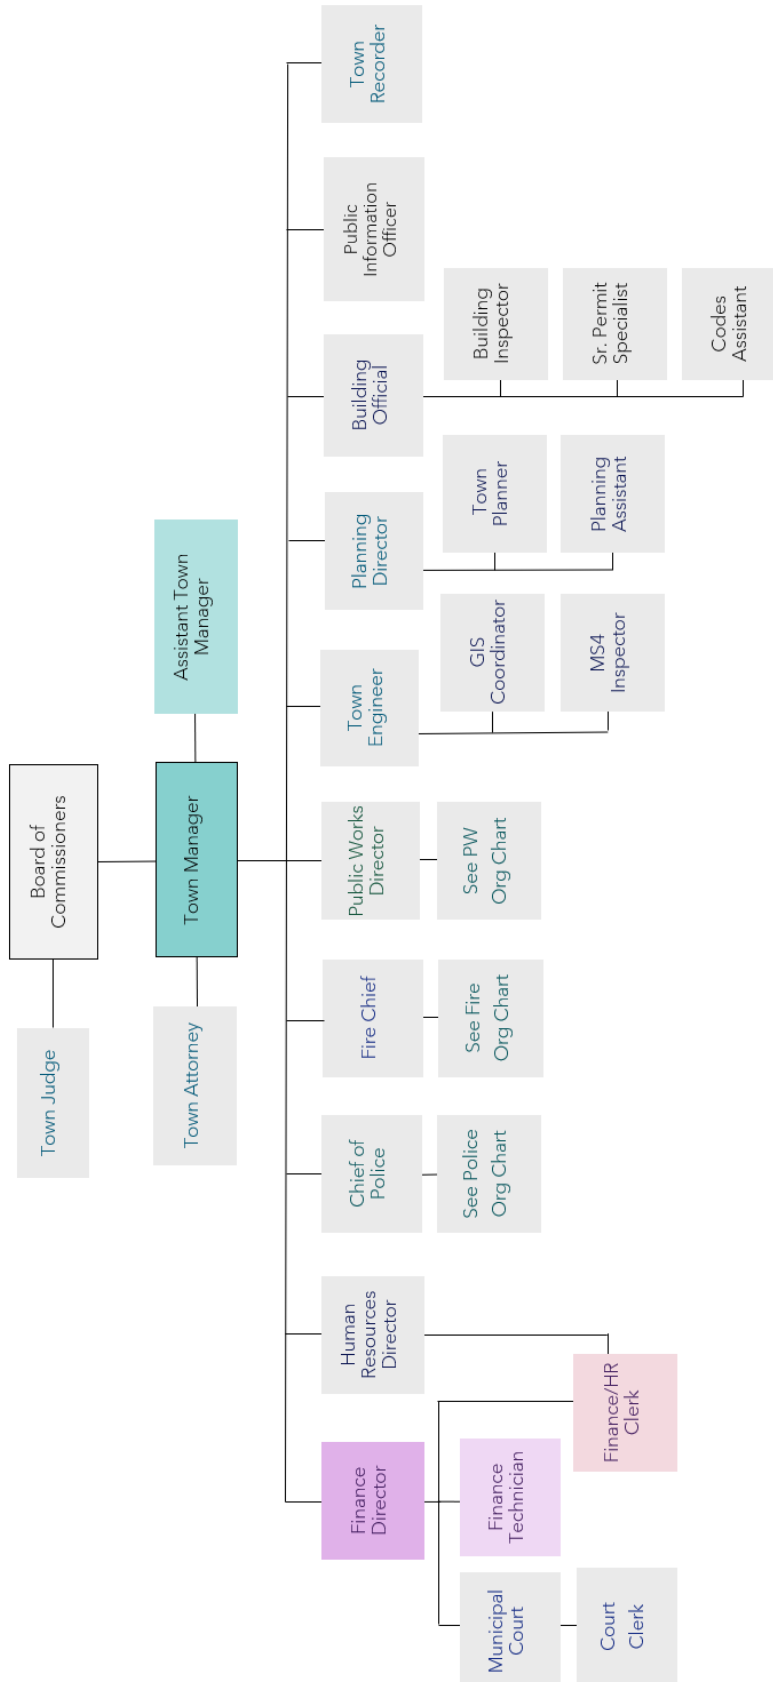 Board of
Commissioners
Town Judge
Town Manager
Assistant Town
Manager
Town Attorney
Finance
Director
Human
Resources
Director
Chief of
Police
Fire Chief
Public Works
Director
Town
Engineer
Planning
Director
Building
Official
Public
Information
Officer
Town
Recorder
Municipal
Court
Finance
Technician
Finance/HR
Clerk
Court
Clerk
See Police
Org Chart
See Fire
Org Chart
See PW
Org Chart
GIS
Coordinator
MS4
Inspector
Town
Planner
Planning
Assistant
Building
Inspector
Sr. Permit
Specialist
Codes
Assistant